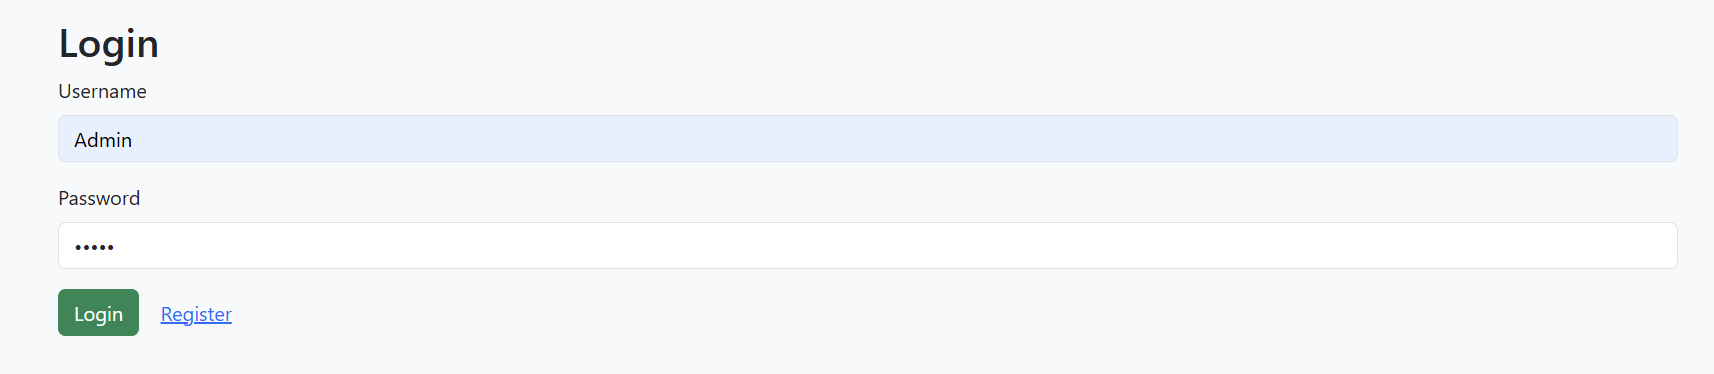 Login
Username
Admin
Password
•••••
Login Register